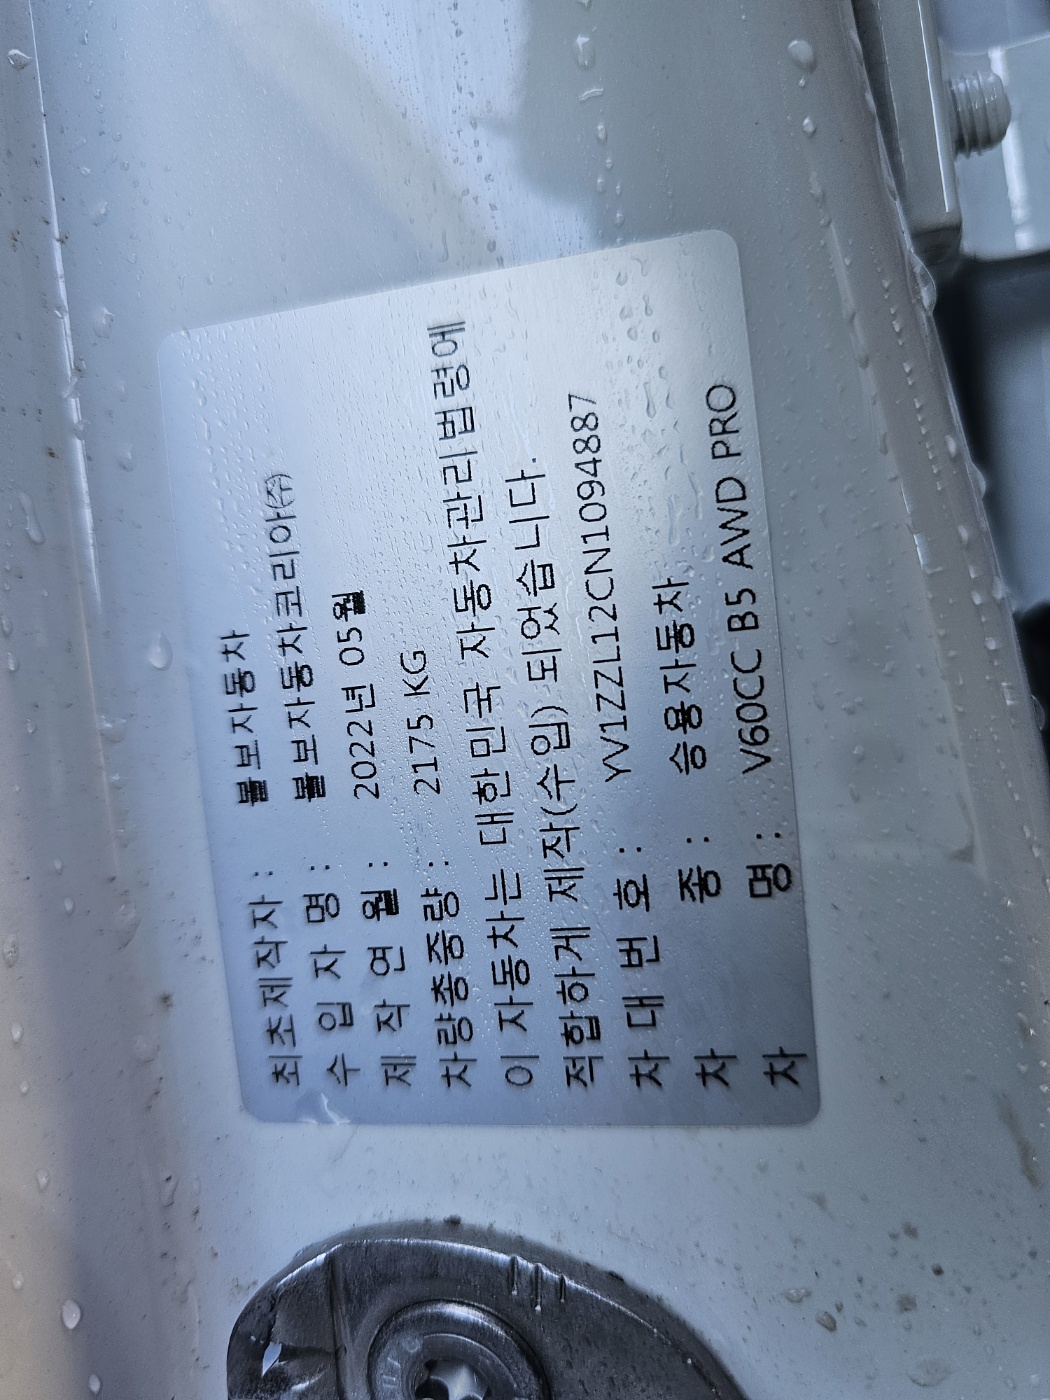 최초제작자 : 볼보자동차
수 입 자 명 : 볼보자동차코리아㈜
제 작 연 월 : 2022년 05월
차량총중량 : 2175 KG
이 자동차는 대한민국 자동차관리법령에
적합하게 제작(수입) 되었습니다.
차 대 번 호 : YV1ZZL12CN1094887
차 종 : 승용자동차
차 명 : V60CC B5 AWD PRO